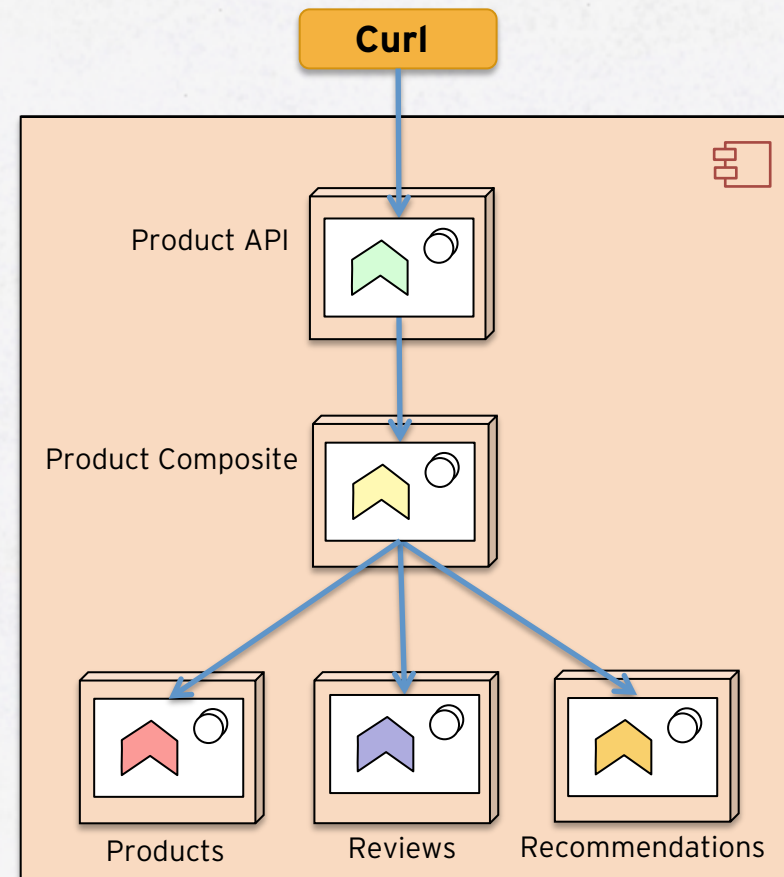 Curl
Product API
Product Composite
Products
Reviews
Recommendations